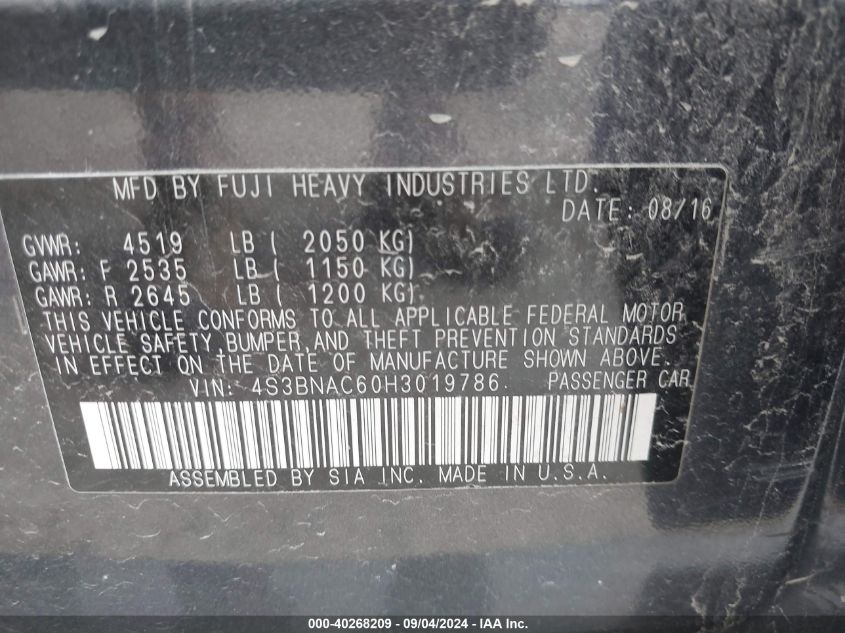 MFD BY FUJI HEAVY INDUSTRIES LTD.
DATE: 08/16
GVWR: 4519 LB ( 2050 KG)
GAWR: F 2535 LB ( 1150 KG)
GAWR: R 2645 LB ( 1200 KG)
THIS VEHICLE CONFORMS TO ALL APPLICABLE FEDERAL MOTOR
VEHICLE SAFETY, BUMPER, AND THEFT PREVENTION STANDARDS
IN EFFECT ON THE DATE OF MANUFACTURE SHOWN ABOVE.
VIN: 4S3BNAC60H3019786. PASSENGER CAR
ASSEMBLED BY SIA INC. MADE IN U.S.A.
000-40268209 - 09/04/2024 - IAA Inc.